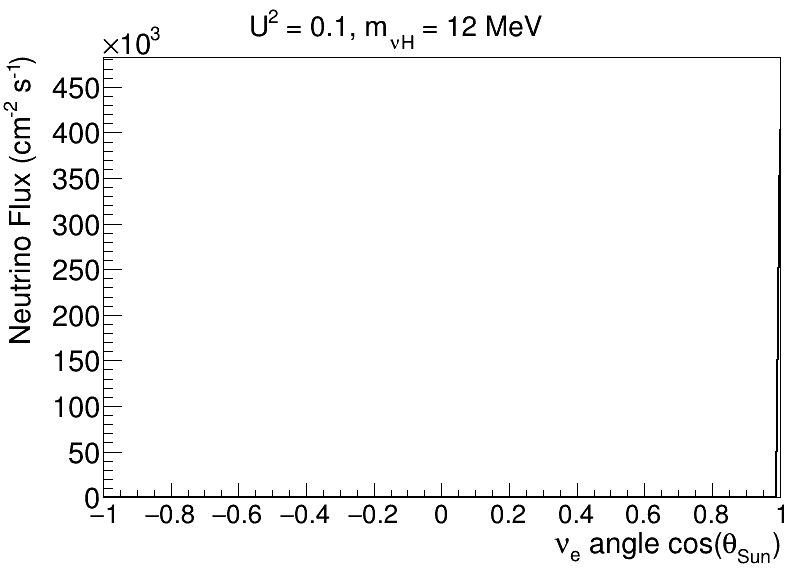 U² = 0.1, m_νH = 12 MeV
×10³
Neutrino Flux (cm⁻² s⁻¹)
450
400
350
300
250
200
150
100
50
0
−1 −0.8 −0.6 −0.4 −0.2 0 0.2 0.4 0.6 0.8 1
ν_e angle cos(θ_Sun)